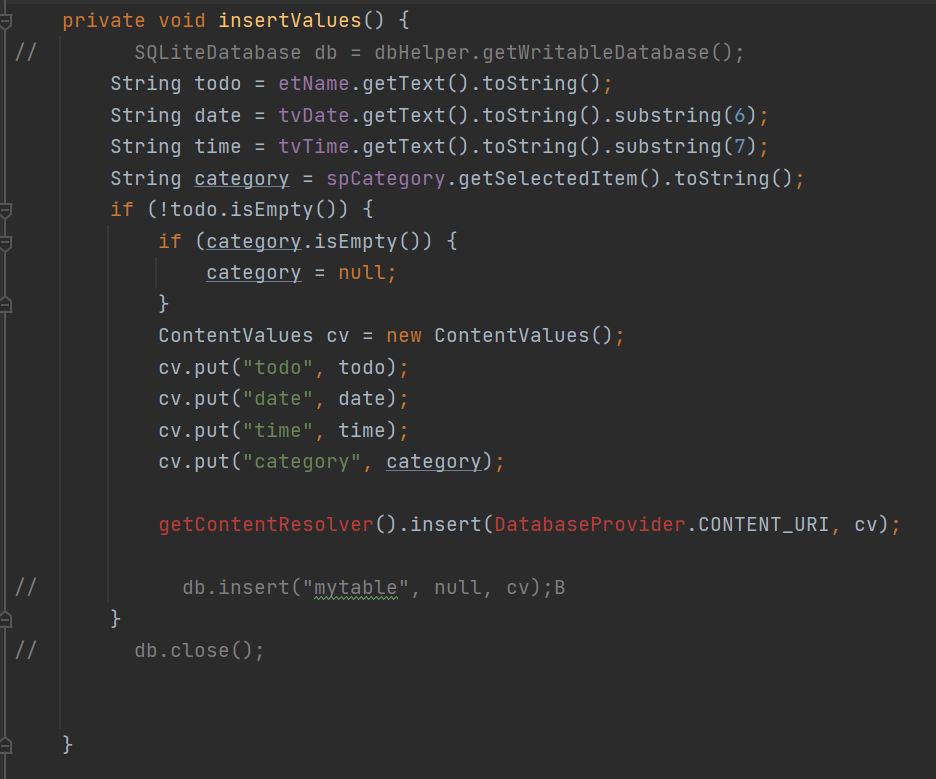 private void insertValues() {
//        SQLiteDatabase db = dbHelper.getWritableDatabase();
    String todo = etName.getText().toString();
    String date = tvDate.getText().toString().substring(6);
    String time = tvTime.getText().toString().substring(7);
    String category = spCategory.getSelectedItem().toString();
    if (!todo.isEmpty()) {
        if (category.isEmpty()) {
            category = null;
        }
        ContentValues cv = new ContentValues();
        cv.put("todo", todo);
        cv.put("date", date);
        cv.put("time", time);
        cv.put("category", category);
        getContentResolver().insert(DatabaseProvider.CONTENT_URI, cv);
//            db.insert("mytable", null, cv);B
    }
//        db.close();
}